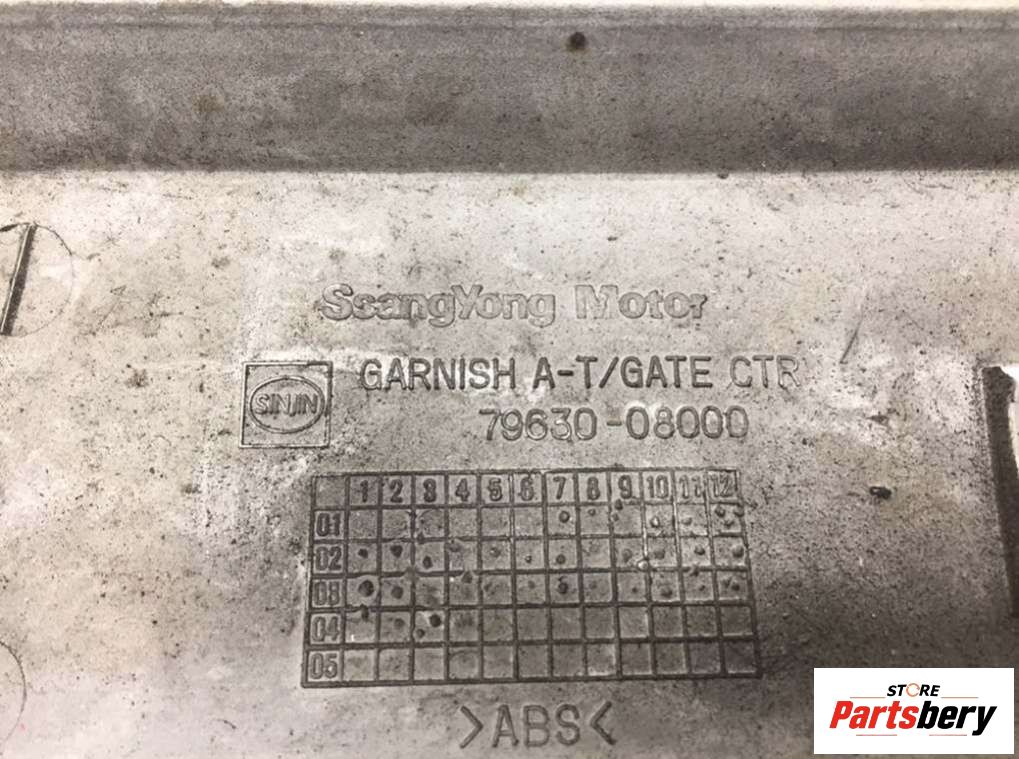 SsangYong Motor
SINJIN
GARNISH A-T/GATE CTR
79630-08000
1 2 3 4 5 6 7 8 9 10 11 12
01
02
03
04
05
>ABS<
STORE
Partsbery